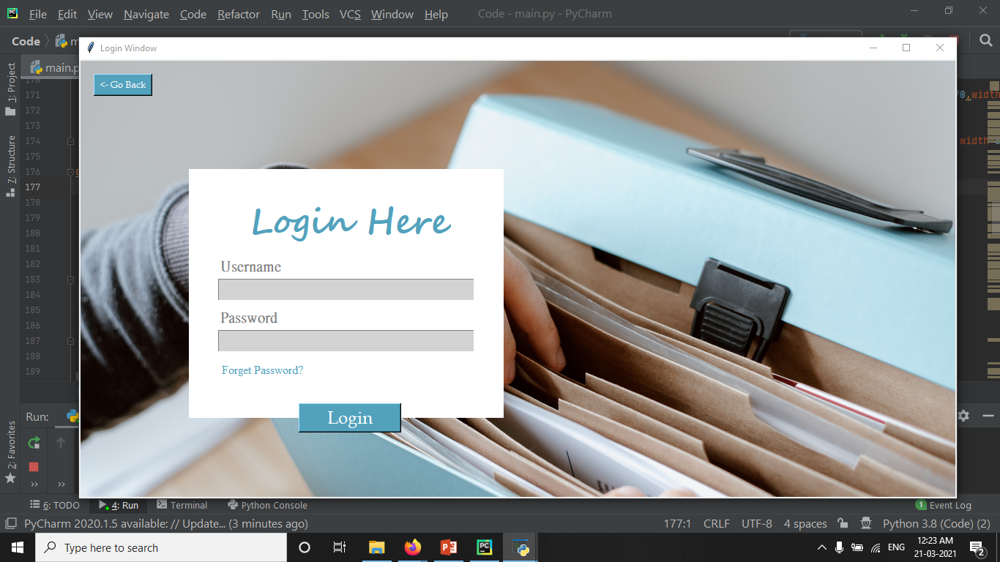 File Edit View Navigate Code Refactor Run Tools VCS Window Help Code - main.py - PyCharm
Code
Login Window
1: Project
main.p
<- Go Back
171
70,width
172
173
174
width
175
7: Structure
176
177
178
179
180
181
182
183
184
185
186
187
188
189
Login Here
Username
Password
Forget Password?
Login
Run:
2: Favorites
6: TODO 4: Run Terminal Python Console 1 Event Log
PyCharm 2020.1.5 available: // Update... (3 minutes ago) 177:1 CRLF UTF-8 4 spaces Python 3.8 (Code) (2)
Type here to search
ENG
12:23 AM
21-03-2021
2